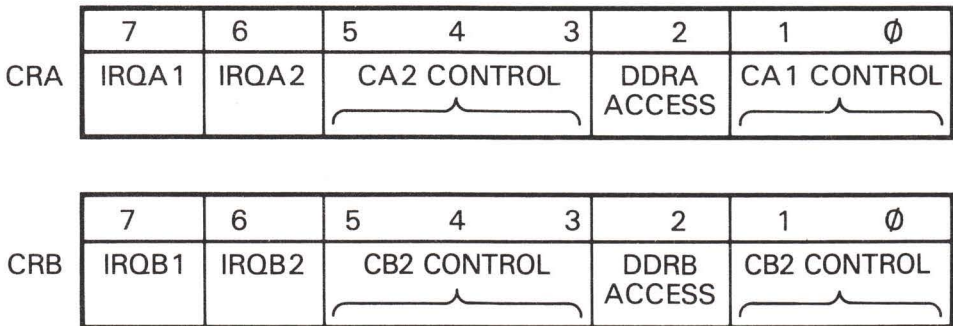 7 6 5 4 3 2 1 Ø
CRA IRQA1 IRQA2 CA2 CONTROL DDRA CA1 CONTROL
ACCESS
7 6 5 4 3 2 1 Ø
CRB IRQB1 IRQB2 CB2 CONTROL DDRB CB2 CONTROL
ACCESS